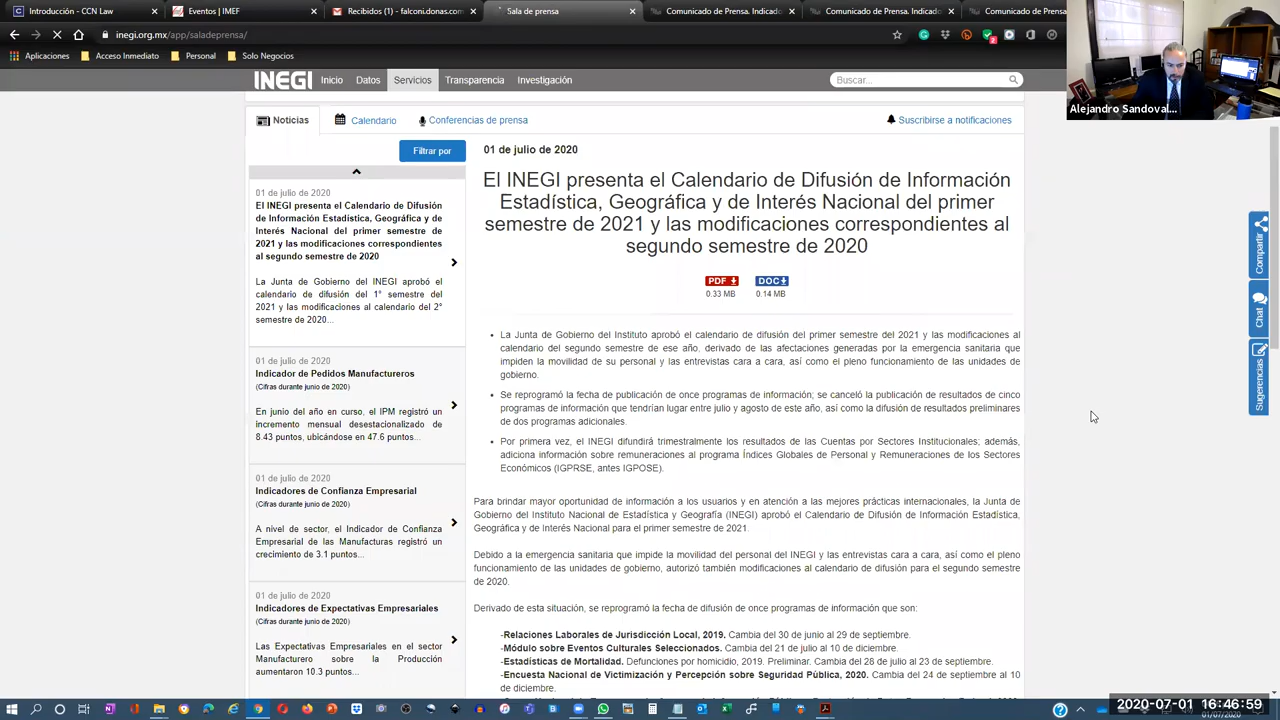 Introducción - CCN Law
Eventos | IMEF
Recibidos (1) - falconi.donas.com
Sala de prensa
Comunicado de Prensa. Indicad
Comunicado de Prensa. Indicad
Comunicado de Prensa. Ind
inegi.org.mx/app/saladeprensa/
Aplicaciones
Acceso Inmediato
Personal
Solo Negocios
Alejandro Sandoval...
INEGI
Inicio
Datos
Servicios
Transparencia
Investigación
Buscar...
Noticias
Calendario
Conferencias de prensa
Suscribirse a notificaciones
Filtrar por
01 de julio de 2020
El INEGI presenta el Calendario de Difusión
de Información Estadística, Geográfica y de
Interés Nacional del primer semestre de
2021 y las modificaciones correspondientes
al segundo semestre de 2020
La Junta de Gobierno del INEGI aprobó el
calendario de difusión del 1° semestre del
2021 y las modificaciones al calendario del 2°
semestre de 2020...
01 de julio de 2020
Indicador de Pedidos Manufactureros
(Cifras durante junio de 2020)
En junio del año en curso, el IPM registró un
incremento mensual desestacionalizado de
8.43 puntos, ubicándose en 47.6 puntos...
01 de julio de 2020
Indicadores de Confianza Empresarial
(Cifras durante junio de 2020)
A nivel de sector, el Indicador de Confianza
Empresarial de las Manufacturas registró un
crecimiento de 3.1 puntos...
01 de julio de 2020
Indicadores de Expectativas Empresariales
(Cifras durante junio de 2020)
Las Expectativas Empresariales en el sector
Manufacturero sobre la Producción
aumentaron 10.3 puntos...
01 de julio de 2020
El INEGI presenta el Calendario de Difusión de Información
Estadística, Geográfica y de Interés Nacional del primer
semestre de 2021 y las modificaciones correspondientes al
segundo semestre de 2020
PDF
DOC
0.33 MB
0.14 MB
• La Junta de Gobierno del Instituto aprobó el calendario de difusión del primer semestre del 2021 y las modificaciones al
calendario del segundo semestre de ese año, derivado de las afectaciones generadas por la emergencia sanitaria que
impiden la movilidad de su personal y las entrevistas cara a cara, así como el pleno funcionamiento de las unidades de
gobierno.
• Se reprogramó la fecha de publicación de once programas de información; se canceló la publicación de resultados de cinco
programas de información que tendrían lugar entre julio y agosto de este año, así como la difusión de resultados preliminares
de dos programas adicionales.
• Por primera vez, el INEGI difundirá trimestralmente los resultados de las Cuentas por Sectores Institucionales; además,
adiciona información sobre remuneraciones al programa Índices Globales de Personal y Remuneraciones de los Sectores
Económicos (IGPRSE, antes IGPOSE).
Para brindar mayor oportunidad de información a los usuarios y en atención a las mejores prácticas internacionales, la Junta de
Gobierno del Instituto Nacional de Estadística y Geografía (INEGI) aprobó el Calendario de Difusión de Información Estadística,
Geográfica y de Interés Nacional para el primer semestre de 2021.
Debido a la emergencia sanitaria que impide la movilidad del personal del INEGI y las entrevistas cara a cara, así como el pleno
funcionamiento de las unidades de gobierno, autorizó también modificaciones al calendario de difusión para el segundo semestre
de 2020.
Derivado de esta situación, se reprogramó la fecha de difusión de once programas de información que son:
-Relaciones Laborales de Jurisdicción Local, 2019. Cambia del 30 de junio al 29 de septiembre.
-Módulo sobre Eventos Culturales Seleccionados. Cambia del 21 de julio al 10 de diciembre.
-Estadísticas de Mortalidad. Defunciones por homicidio, 2019. Preliminar. Cambia del 28 de julio al 23 de septiembre.
-Encuesta Nacional de Victimización y Percepción sobre Seguridad Pública, 2020. Cambia del 24 de septiembre al 10
de diciembre.
Compartir
Chat
Sugerencias
2020-07-01 16:46:59
01/07/2020